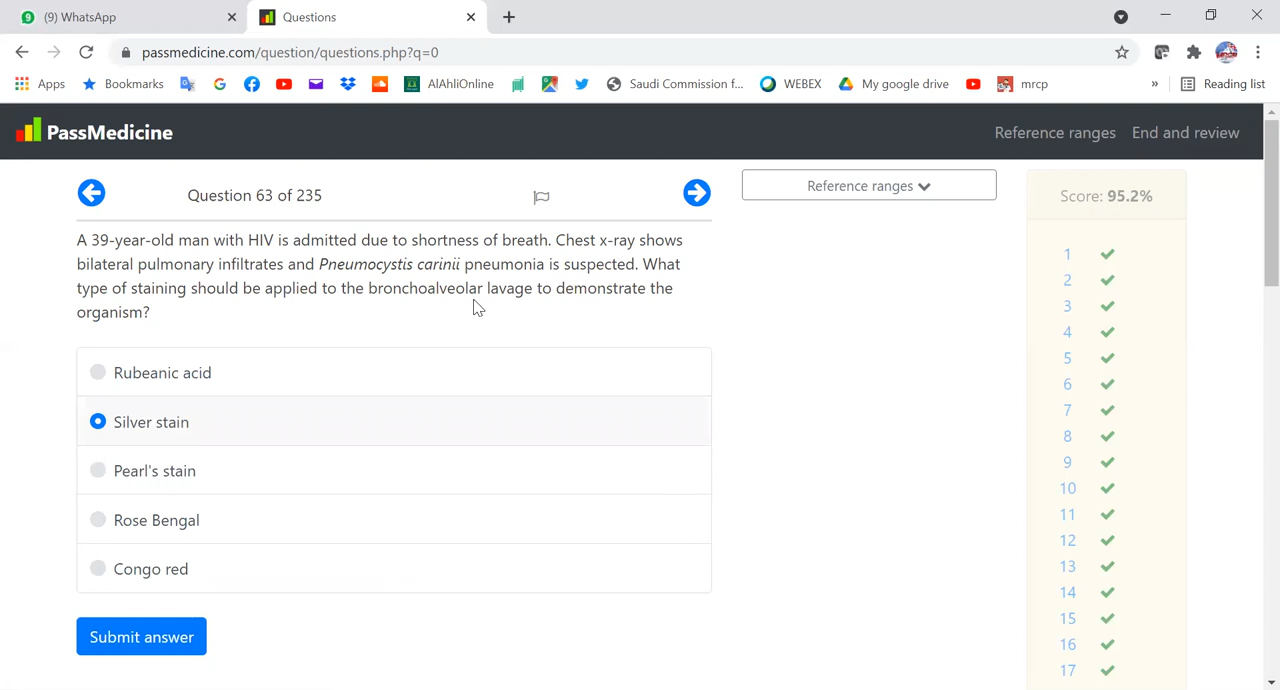 (9) WhatsApp
Questions
passmedicine.com/question/questions.php?q=0
Apps
Bookmarks
AlAhliOnline
Saudi Commission f...
WEBEX
My google drive
mrcp
»
Reading list
PassMedicine
Reference ranges
End and review
Question 63 of 235
Reference ranges
Score: 95.2%
A 39-year-old man with HIV is admitted due to shortness of breath. Chest x-ray shows
bilateral pulmonary infiltrates and Pneumocystis carinii pneumonia is suspected. What
type of staining should be applied to the bronchoalveolar lavage to demonstrate the
organism?
Rubeanic acid
Silver stain
Pearl's stain
Rose Bengal
Congo red
Submit answer
1
2
3
4
5
6
7
8
9
10
11
12
13
14
15
16
17